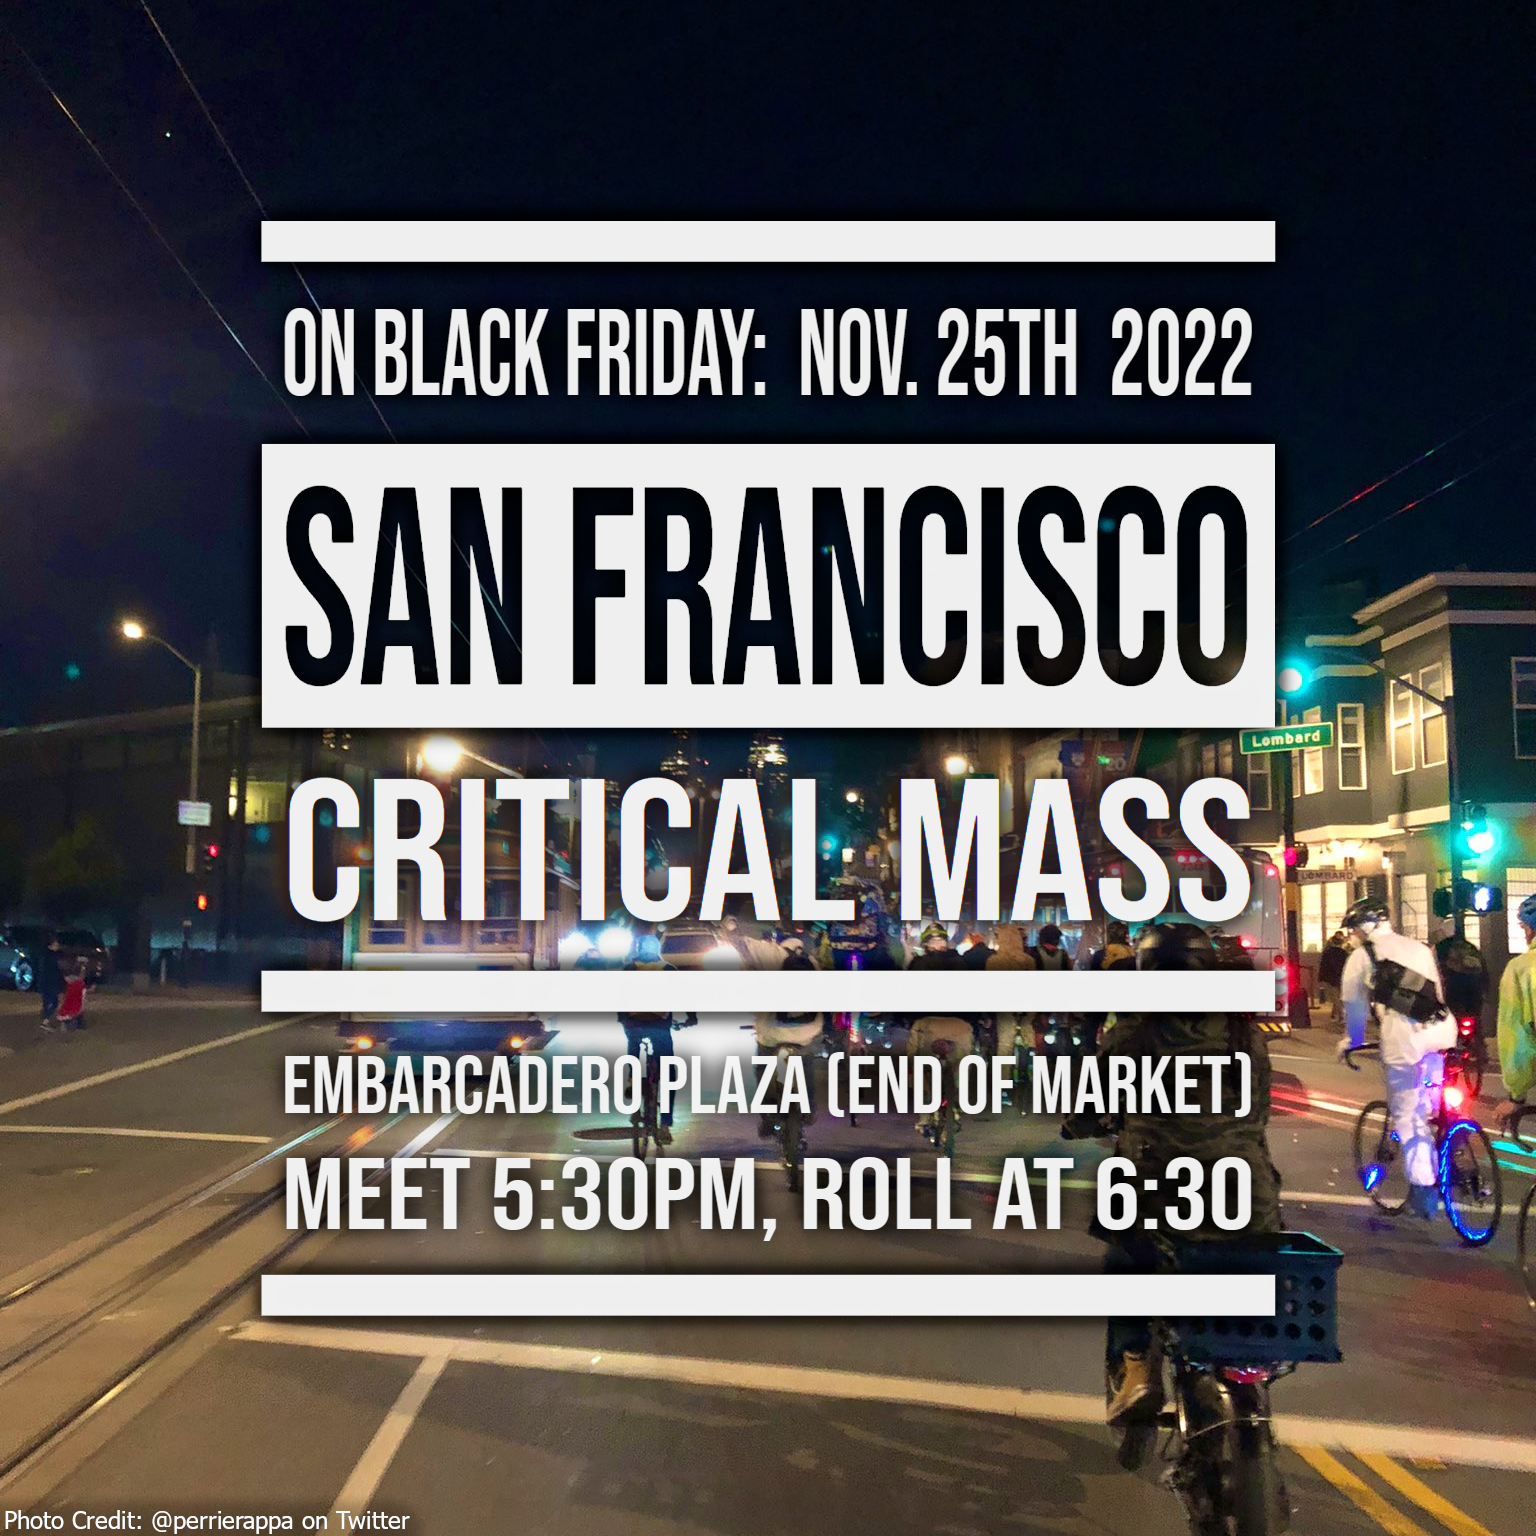 ON BLACK FRIDAY: NOV. 25TH 2022
SAN FRANCISCO
Lombard
CRITICAL MASS
LOMBARD
EMBARCADERO PLAZA (END OF MARKET)
MEET 5:30PM, ROLL AT 6:30
Photo Credit: @perrierappa on Twitter